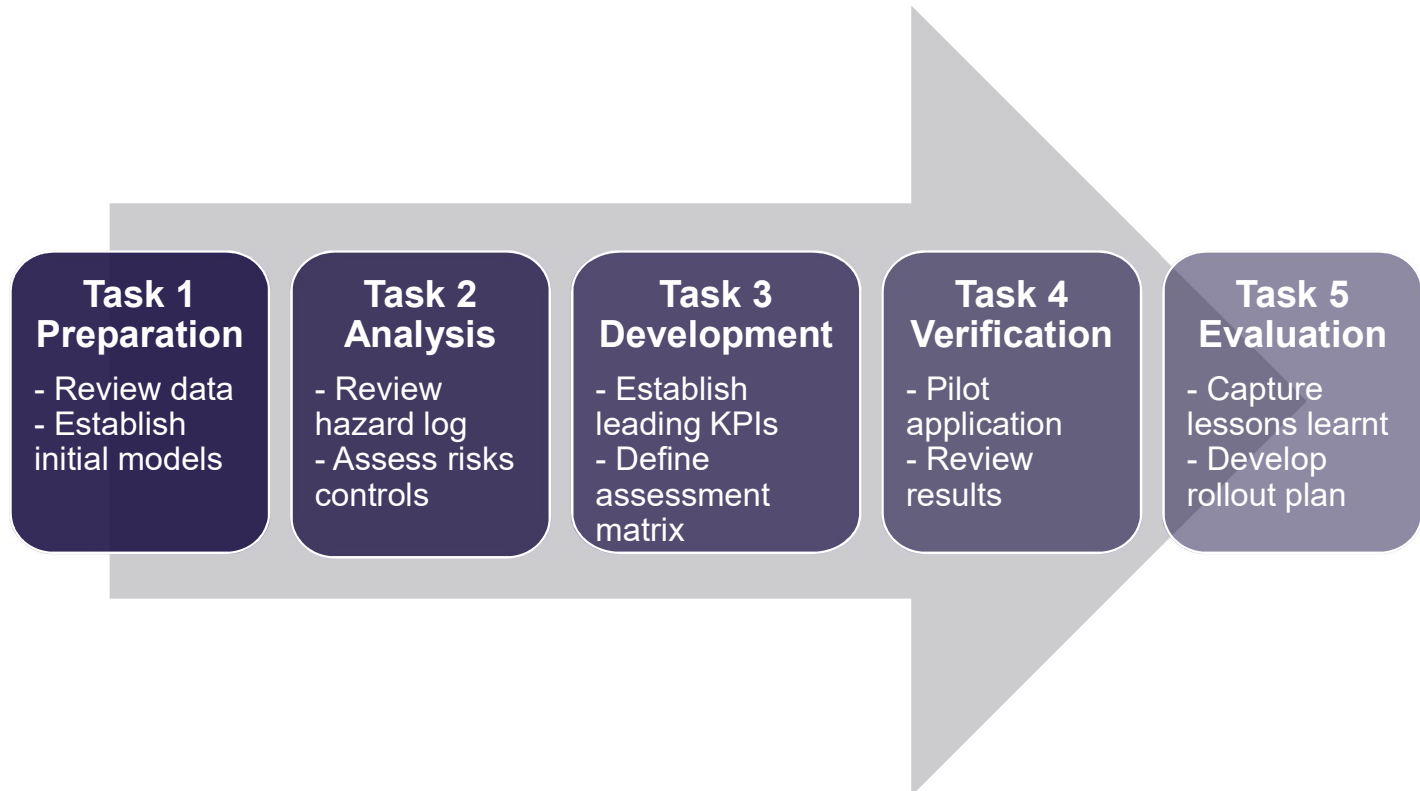 Task 1
Preparation
- Review data
- Establish
initial models
Task 2
Analysis
- Review
hazard log
- Assess risks
controls
Task 3
Development
- Establish
leading KPIs
- Define
assessment
matrix
Task 4
Verification
- Pilot
application
- Review
results
Task 5
Evaluation
- Capture
lessons learnt
- Develop
rollout plan